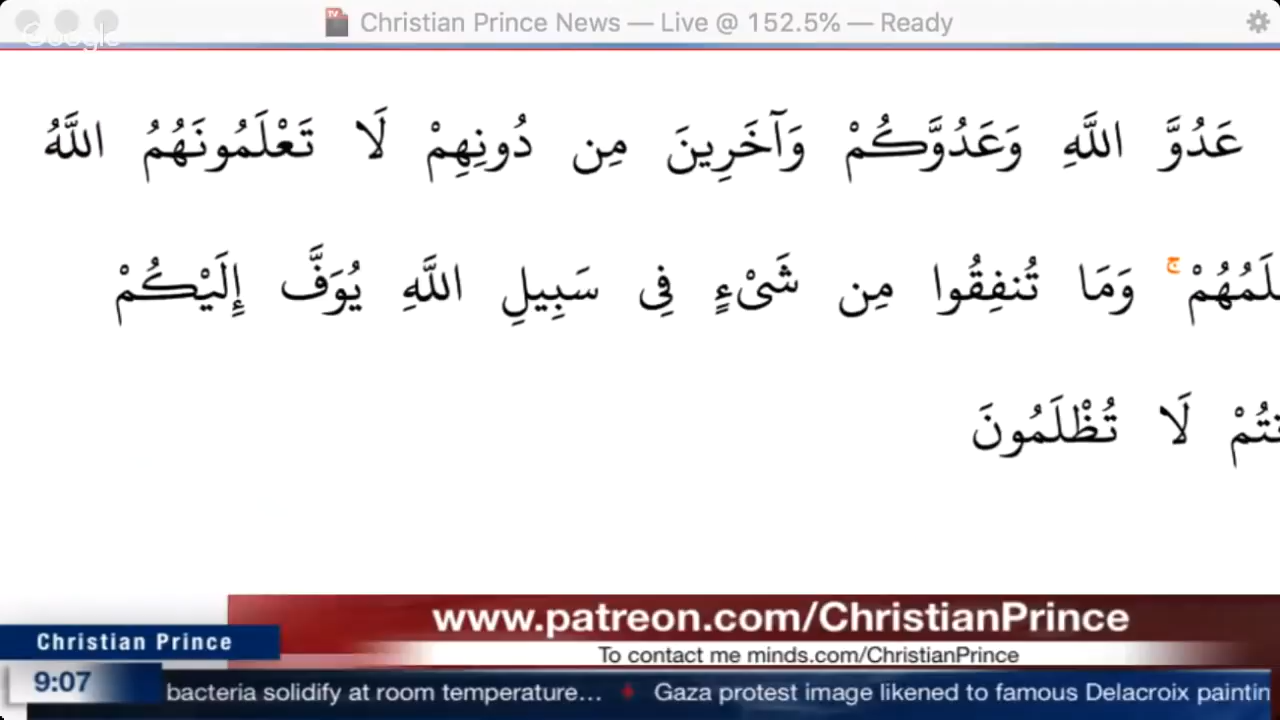 Christian Prince News — Live @ 152.5% — Ready
Google
عَدُوَّ اللَّهِ وَعَدُوَّكُمْ وَآخَرِينَ مِن دُونِهِمْ لَا تَعْلَمُونَهُمُ اللَّهُ
لَمُهُمْ ۚ وَمَا تُنفِقُوا مِن شَىْءٍ فِى سَبِيلِ اللَّهِ يُوَفَّ إِلَيْكُمْ
نتُمْ لَا تُظْلَمُونَ
www.patreon.com/ChristianPrince
Christian Prince
To contact me minds.com/ChristianPrince
9:07
bacteria solidify at room temperature... ♦ Gaza protest image likened to famous Delacroix paintin